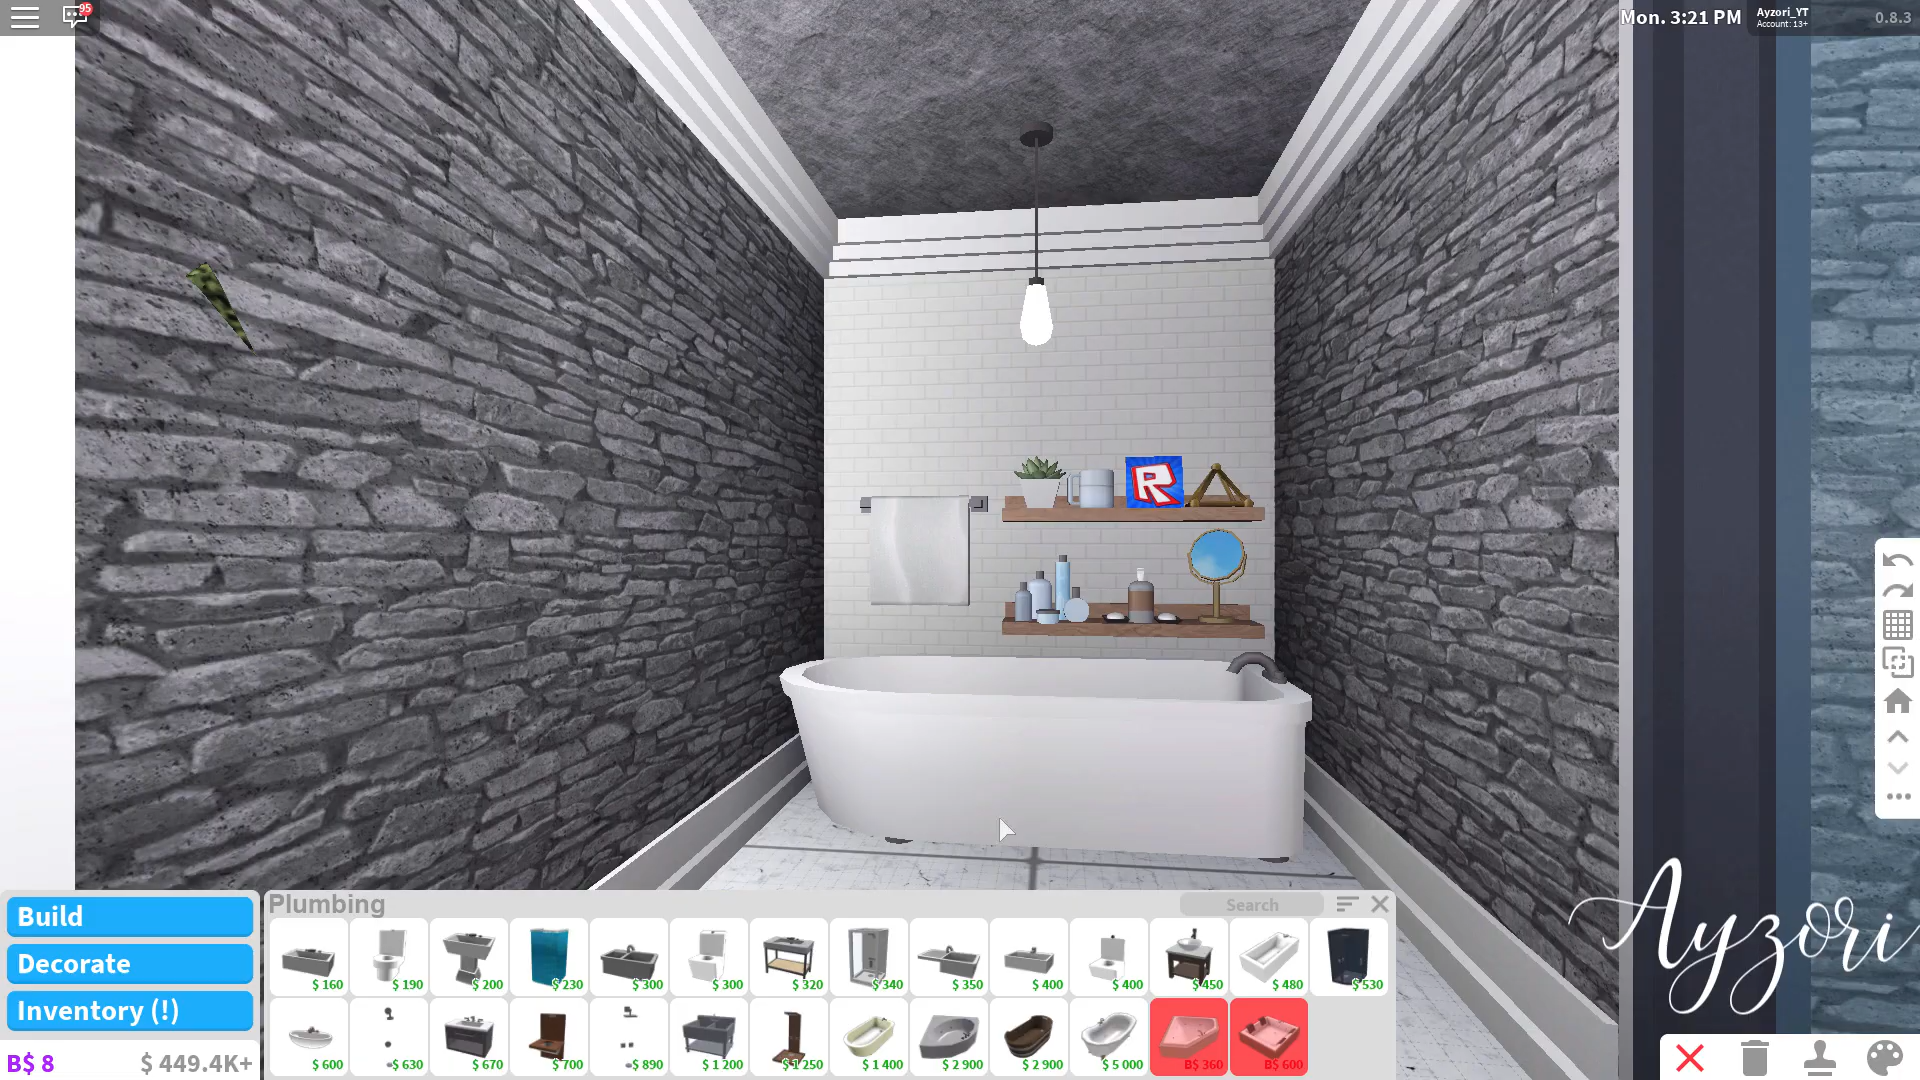 95
Mon. 3:21 PM
Ayzori_YT
Account: 13+
0.8.3
R
Build
Decorate
Inventory (!)
B$ 8
$ 449.4K+
Plumbing
Search
$ 160
$ 190
$ 200
$ 230
$ 300
$ 300
$ 320
$ 340
$ 350
$ 400
$ 400
$ 450
$ 480
$ 530
$ 600
$ 630
$ 670
$ 700
$ 890
$ 1 200
$ 1 250
$ 1 400
$ 2 900
$ 2 900
$ 5 000
B$ 360
B$ 600
Ayzori